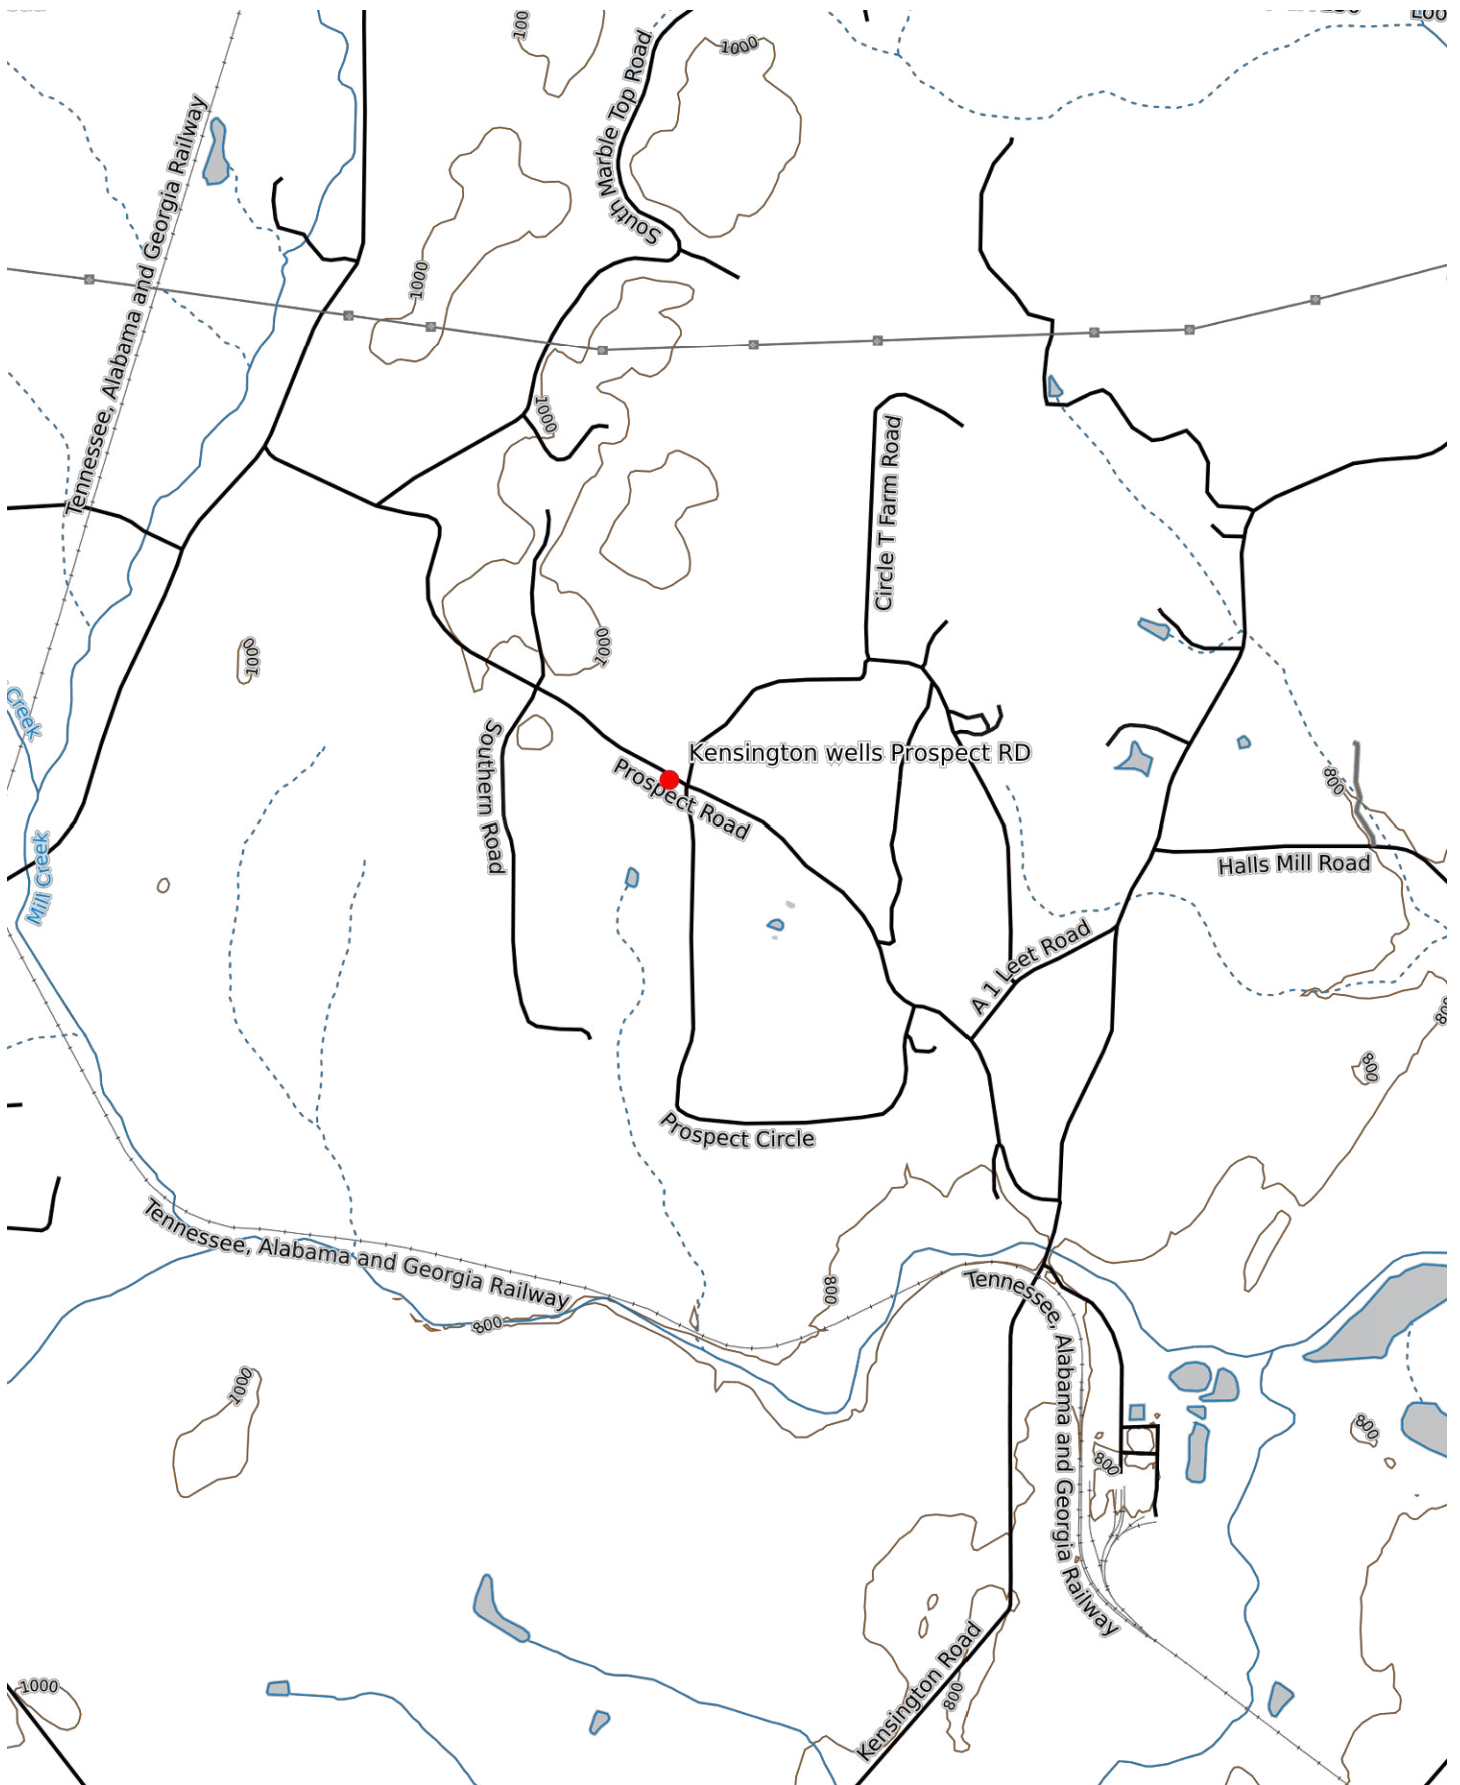 100
1000
South Marble Top Road
Tennessee, Alabama and Georgia Railway
1000
1000
Circle T Farm Road
1000
1000
Creek
Southern Road
Kensington wells Prospect RD
Prospect Road
800
Mill Creek
Halls Mill Road
A 1 Leet Road
800
800
Prospect Circle
Tennessee, Alabama and Georgia Railway
800
Tennessee, Alabama and Georgia Railway
800
1000
800
800
Kensington Road
800
1000